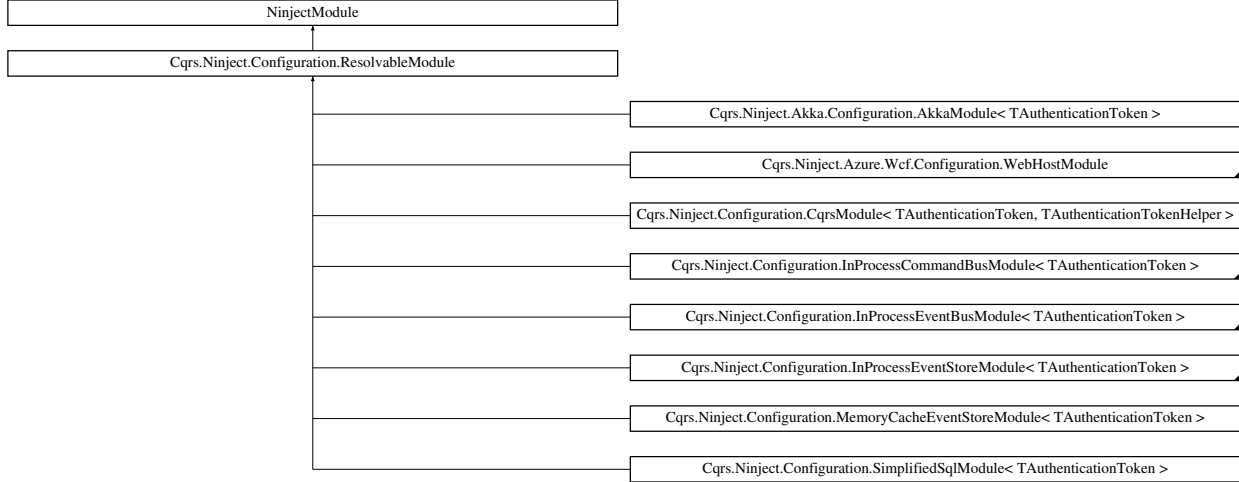 NinjectModule
Cqrs.Ninject.Configuration.ResolvableModule
Cqrs.Ninject.Akka.Configuration.AkkaModule< TAuthenticationToken >
Cqrs.Ninject.Azure.Wcf.Configuration.WebHostModule
Cqrs.Ninject.Configuration.CqrsModule< TAuthenticationToken, TAuthenticationTokenHelper >
Cqrs.Ninject.Configuration.InProcessCommandBusModule< TAuthenticationToken >
Cqrs.Ninject.Configuration.InProcessEventBusModule< TAuthenticationToken >
Cqrs.Ninject.Configuration.InProcessEventStoreModule< TAuthenticationToken >
Cqrs.Ninject.Configuration.MemoryCacheEventStoreModule< TAuthenticationToken >
Cqrs.Ninject.Configuration.SimplifiedSqlModule< TAuthenticationToken >